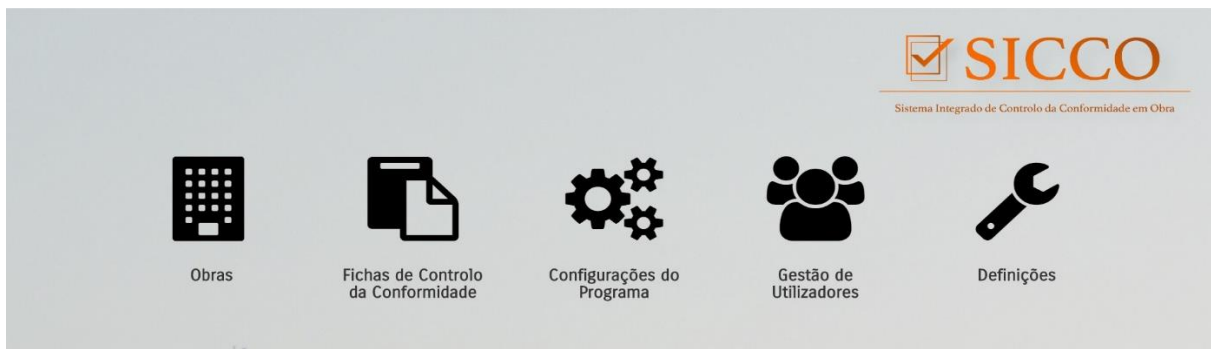 SICCO
Sistema Integrado de Controlo da Conformidade em Obra
Obras
Fichas de Controlo
da Conformidade
Configurações do
Programa
Gestão de
Utilizadores
Definições